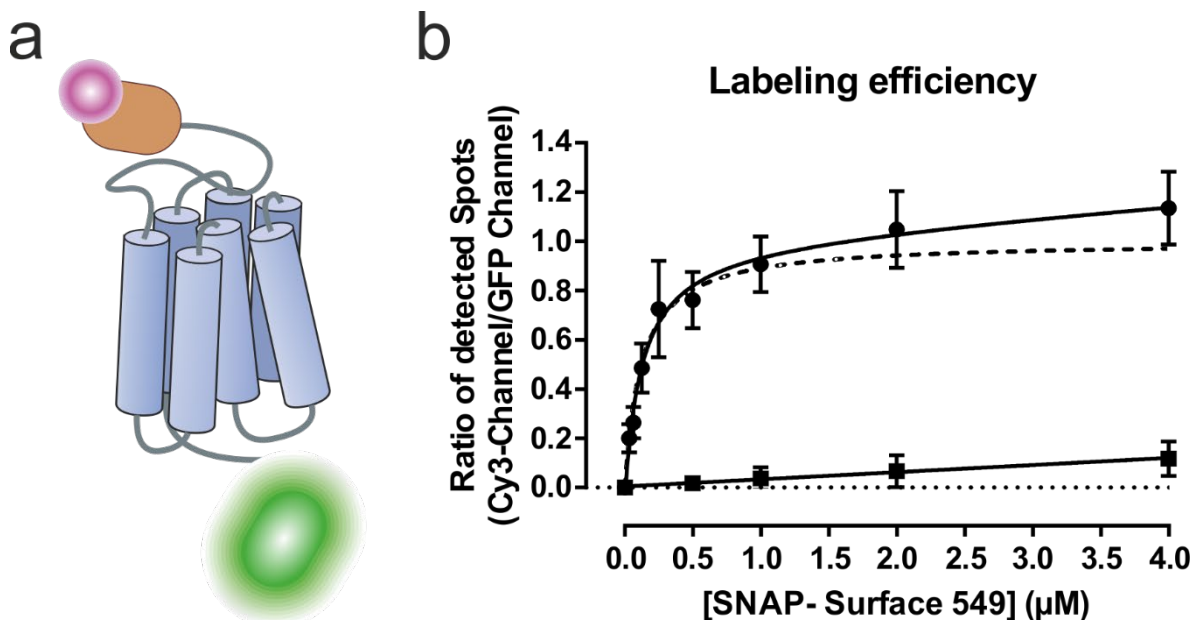 a
b
Labeling efficiency
Ratio of detected Spots
(Cy3-Channel/GFP Channel)
1.4
1.2
1.0
0.8
0.6
0.4
0.2
0.0
0.0 0.5 1.0 1.5 2.0 2.5 3.0 3.5 4.0
[SNAP- Surface 549] (µM)